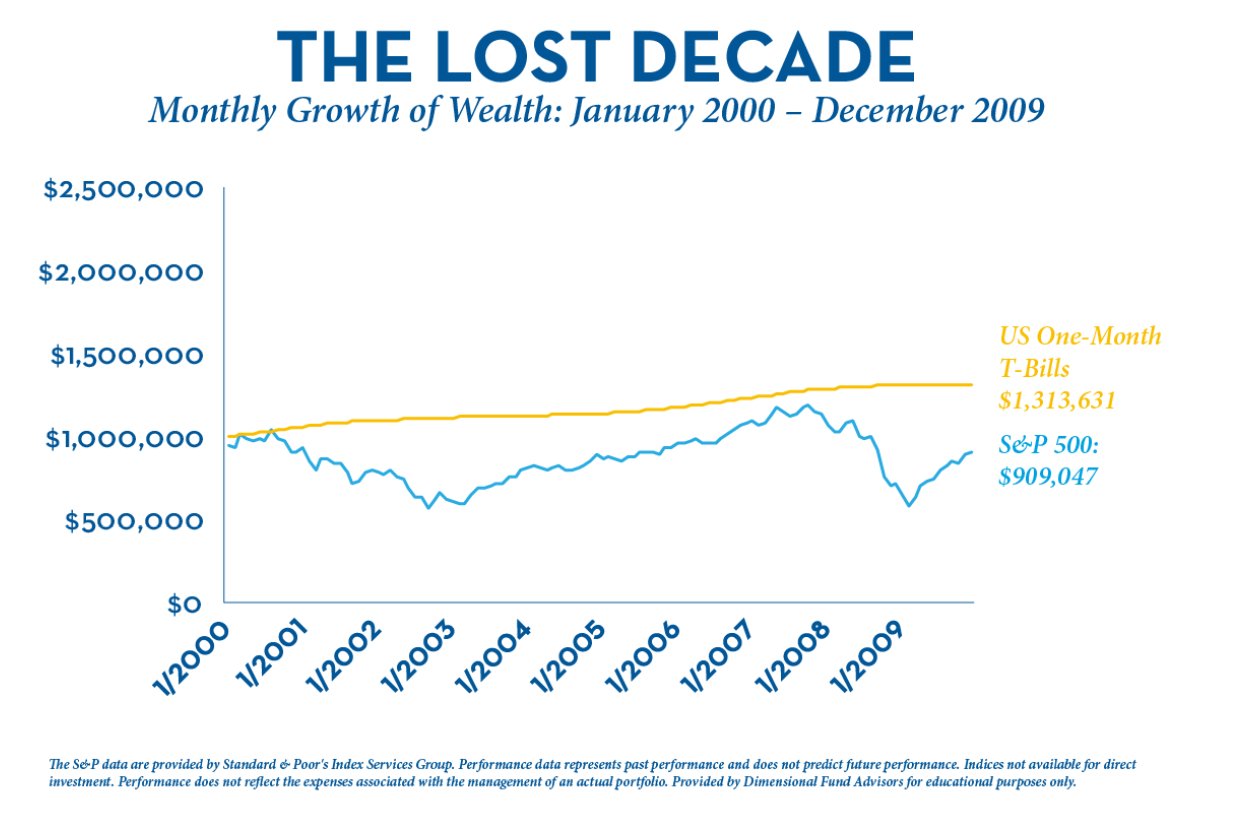 THE LOST DECADE
Monthly Growth of Wealth: January 2000 – December 2009
$2,500,000
$2,000,000
$1,500,000
$1,000,000
$500,000
$0
US One-Month
T-Bills
$1,313,631
S&P 500:
$909,047
1/2000
1/2001
1/2002
1/2003
1/2004
1/2005
1/2006
1/2007
1/2008
1/2009
The S&P data are provided by Standard & Poor's Index Services Group. Performance data represents past performance and does not predict future performance. Indices not available for direct
investment. Performance does not reflect the expenses associated with the management of an actual portfolio. Provided by Dimensional Fund Advisors for educational purposes only.